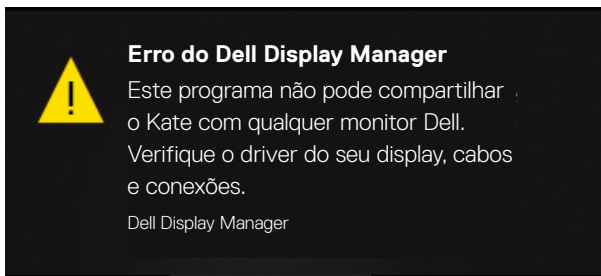 Erro do Dell Display Manager
Este programa não pode compartilhar
o Kate com qualquer monitor Dell.
Verifique o driver do seu display, cabos
e conexões.
Dell Display Manager